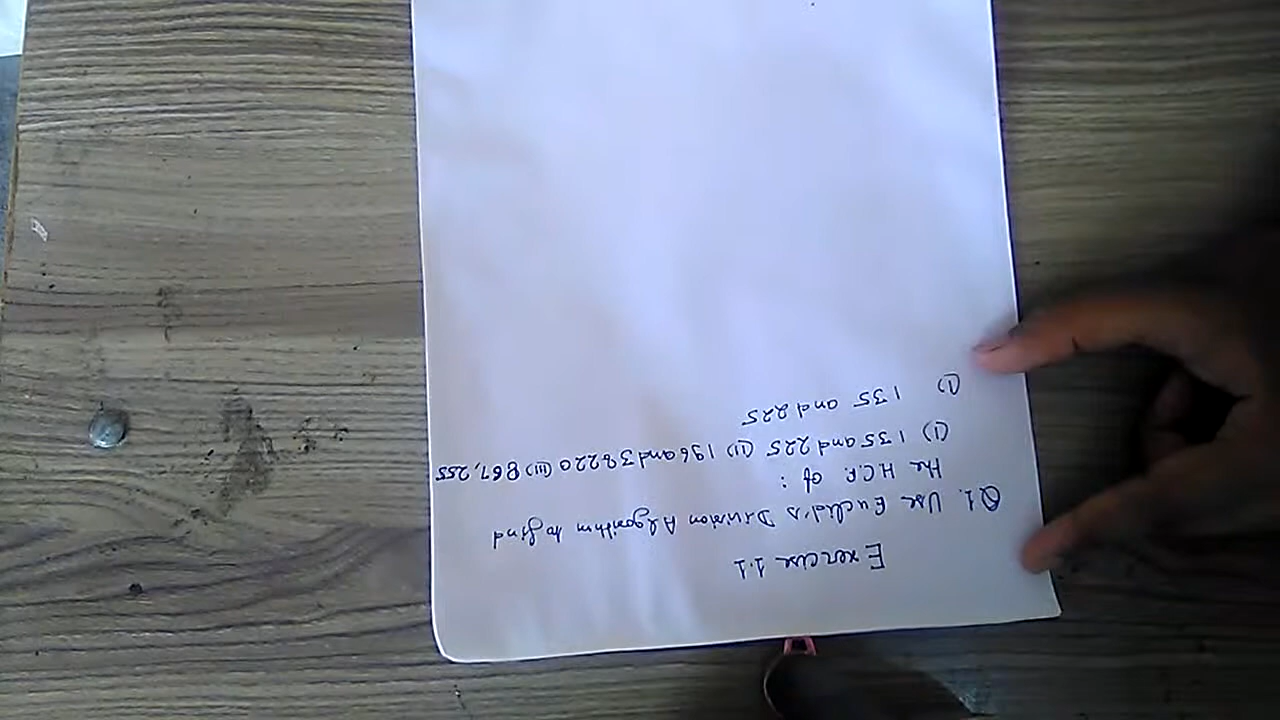 Exercise 1.1
Q1. Use Euclid's Division Algorithm to find
the H.C.F. of :
(I) 135 and 225 (II) 196 and 38220 (III) 867, 255
(I) 135 and 225